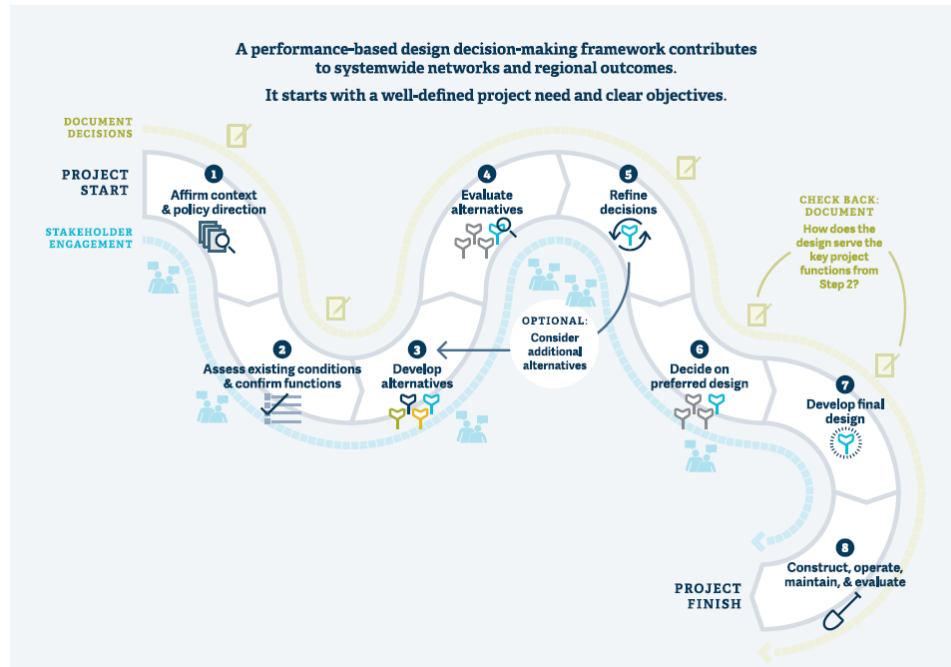 A performance-based design decision-making framework contributes
to systemwide networks and regional outcomes.
It starts with a well-defined project need and clear objectives.
DOCUMENT
DECISIONS
PROJECT
START
STAKEHOLDER
ENGAGEMENT
1
Affirm context
& policy direction
2
Assess existing conditions
& confirm functions
3
Develop
alternatives
4
Evaluate
alternatives
5
Refine
decisions
OPTIONAL:
Consider
additional
alternatives
6
Decide on
preferred design
CHECK BACK:
DOCUMENT
How does the
design serve the
key project
functions from
Step 2?
7
Develop final
design
8
Construct, operate,
maintain, & evaluate
PROJECT
FINISH